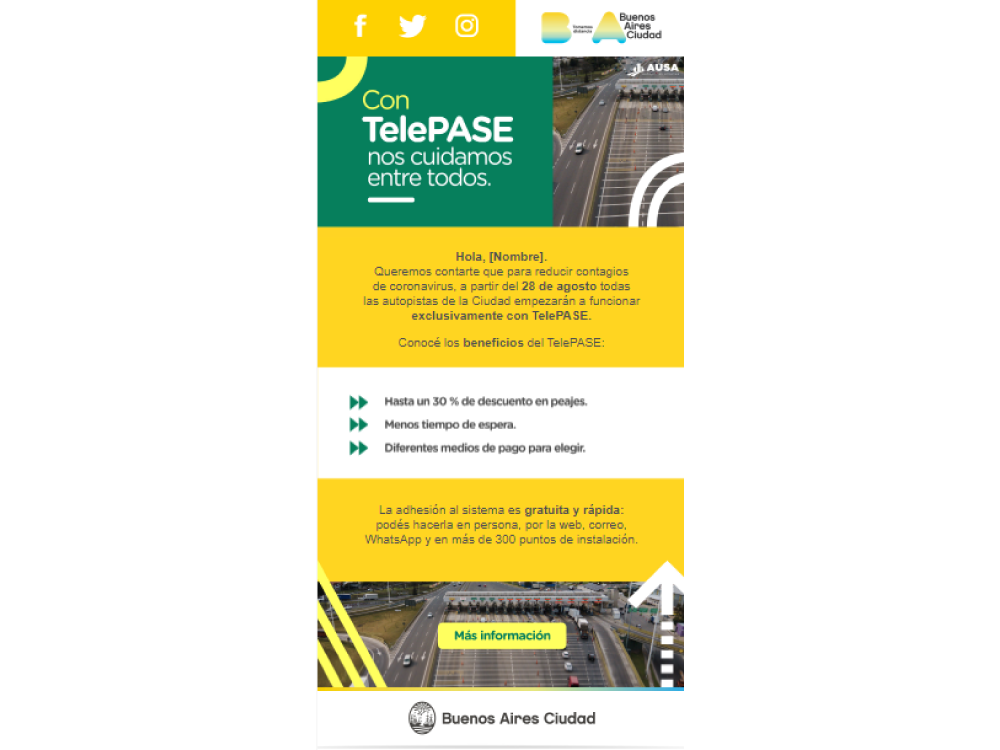 Buenos
Aires
Ciudad
BA
AUSA
Con
TelePASE
nos cuidamos
entre todos.
Hola, [Nombre].
Queremos contarte que para reducir contagios
de coronavirus, a partir del 28 de agosto todas
las autopistas de la Ciudad empezarán a funcionar
exclusivamente con TelePASE.
Conocé los beneficios del TelePASE:
Hasta un 30 % de descuento en peajes.
Menos tiempo de espera.
Diferentes medios de pago para elegir.
La adhesión al sistema es gratuita y rápida:
podés hacerla en persona, por la web, correo,
WhatsApp y en más de 300 puntos de instalación.
Más información
Buenos Aires Ciudad